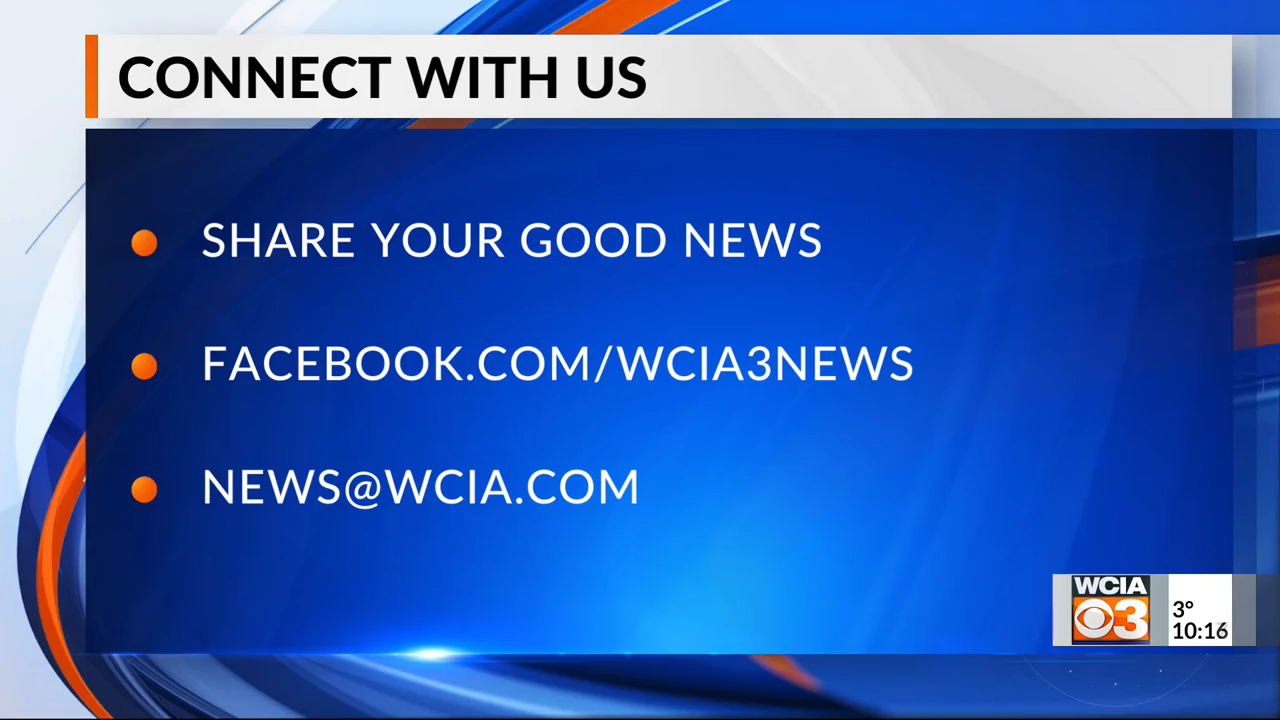 CONNECT WITH US
SHARE YOUR GOOD NEWS
FACEBOOK.COM/WCIA3NEWS
NEWS@WCIA.COM
WCIA
3
3°
10:16